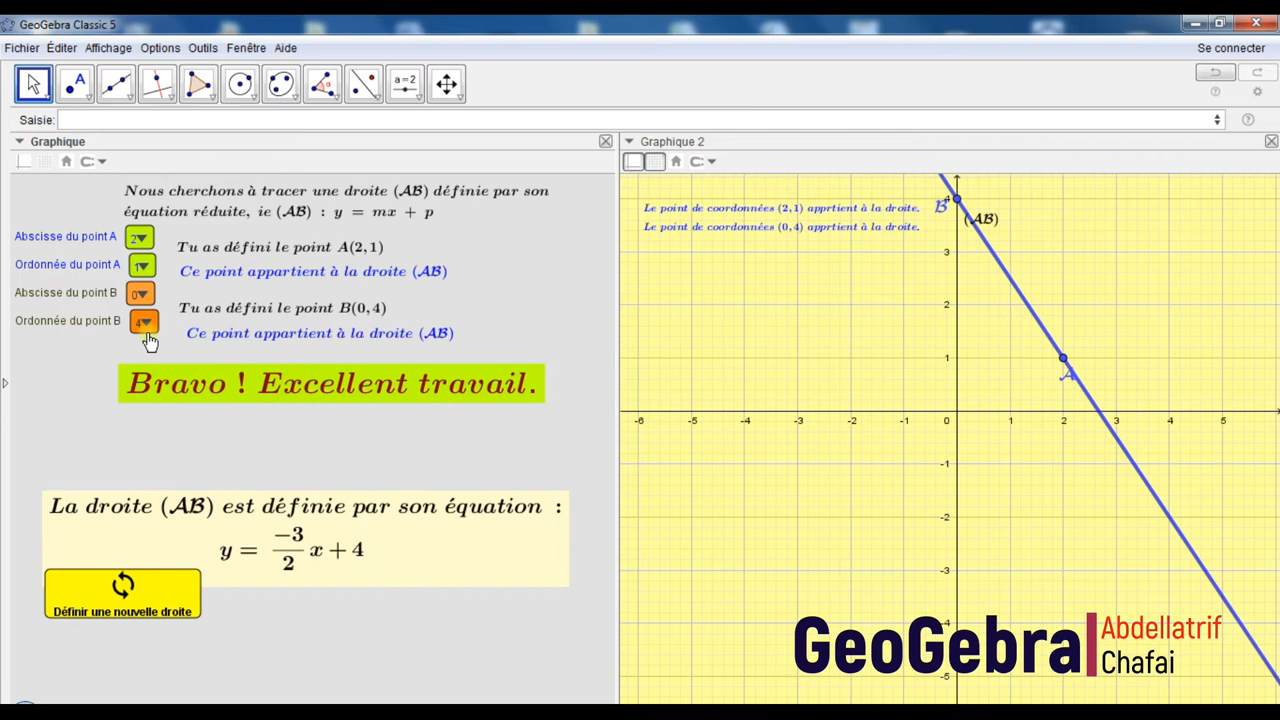 GeoGebra Classic 5
Fichier Éditer Affichage Options Outils Fenêtre Aide
Se connecter
A
α
a=2
Saisie:
Graphique
Graphique 2
Nous cherchons à tracer une droite (AB) définie par son
équation réduite, ie (AB) : y = mx + p
Abscisse du point A 2
Tu as défini le point A(2,1)
Ordonnée du point A 1
Ce point appartient à la droite (AB)
Abscisse du point B 0
Tu as défini le point B(0,4)
Ordonnée du point B 4
Ce point appartient à la droite (AB)
Bravo ! Excellent travail.
La droite (AB) est définie par son équation :
y = -3/2 x + 4
Définir une nouvelle droite
Le point de coordonnées (2,1) apprtient à la droite.
Le point de coordonnées (0,4) apprtient à la droite.
B
4
(AB)
3
2
1
A
-6 -5 -4 -3 -2 -1 0 1 2 3 4 5
-1
-2
-3
-4
-5
GeoGebra
Abdellatrif
Chafai